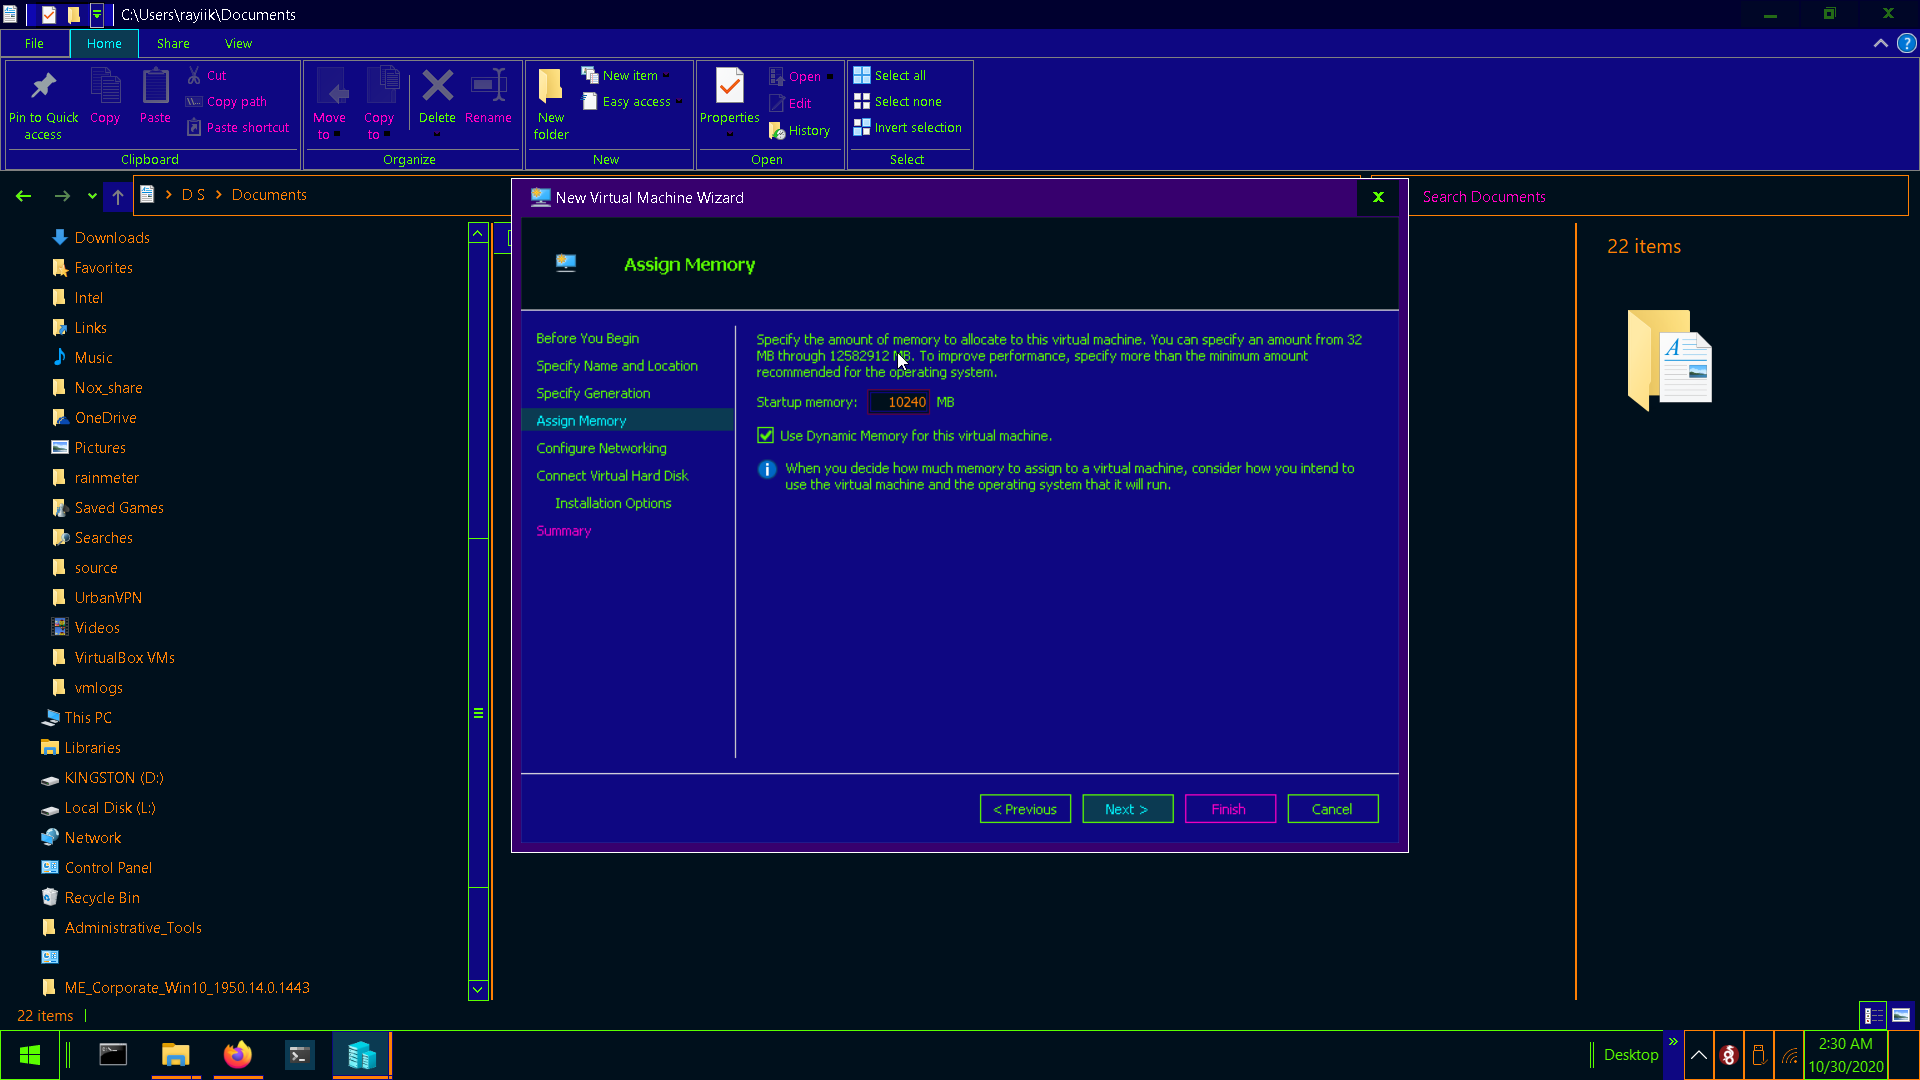 C:\Users\rayiik\Documents
File
Home
Share
View
Pin to Quick
access
Copy
Paste
Cut
Copy path
Paste shortcut
Clipboard
Move
to
Copy
to
Delete
Rename
Organize
New
folder
New item
Easy access
New
Properties
Open
Edit
History
Open
Select all
Select none
Invert selection
Select
D S
Documents
Search Documents
Downloads
Favorites
Intel
Links
Music
Nox_share
OneDrive
Pictures
rainmeter
Saved Games
Searches
source
UrbanVPN
Videos
VirtualBox VMs
vmlogs
This PC
Libraries
KINGSTON (D:)
Local Disk (L:)
Network
Control Panel
Recycle Bin
Administrative_Tools
ME_Corporate_Win10_1950.14.0.1443
22 items
New Virtual Machine Wizard
Assign Memory
Before You Begin
Specify Name and Location
Specify Generation
Assign Memory
Configure Networking
Connect Virtual Hard Disk
Installation Options
Summary
Specify the amount of memory to allocate to this virtual machine. You can specify an amount from 32
MB through 12582912 MB. To improve performance, specify more than the minimum amount
recommended for the operating system.
Startup memory: 10240 MB
Use Dynamic Memory for this virtual machine.
When you decide how much memory to assign to a virtual machine, consider how you intend to
use the virtual machine and the operating system that it will run.
< Previous
Next >
Finish
Cancel
22 items
Desktop
2:30 AM
10/30/2020